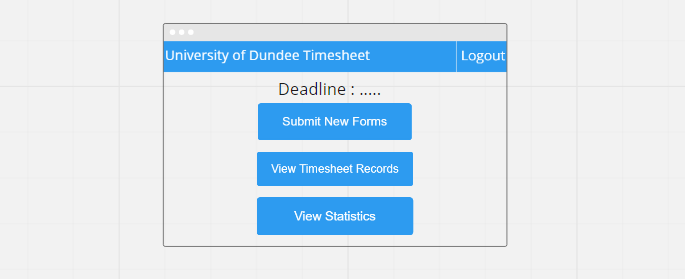 University of Dundee Timesheet Logout
Deadline : .....
Submit New Forms
View Timesheet Records
View Statistics